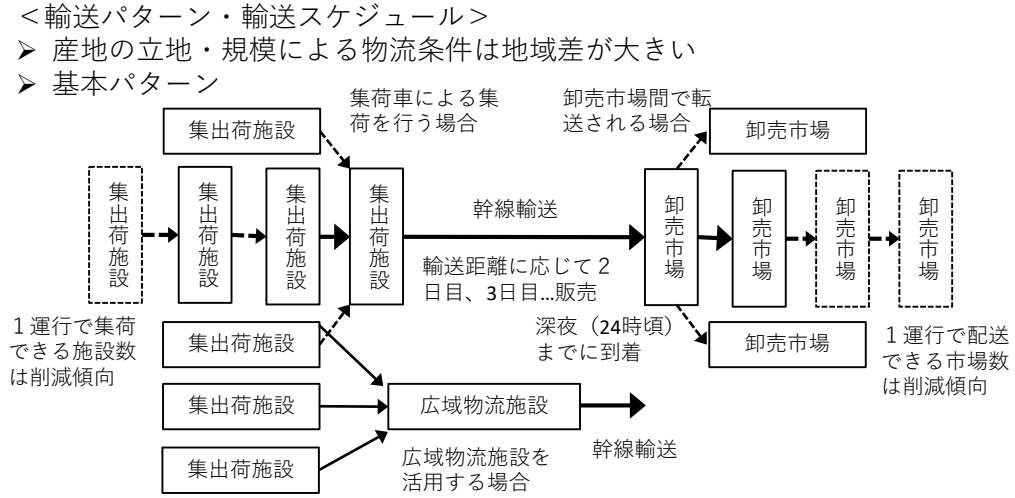 ＜輸送パターン・輸送スケジュール＞
➢ 産地の立地・規模による物流条件は地域差が大きい
➢ 基本パターン
集荷車による集
荷を行う場合
卸売市場間で転
送される場合
集出荷施設
卸売市場
集出荷施設
集出荷施設
集出荷施設
集出荷施設
幹線輸送
卸売市場
卸売市場
卸売市場
卸売市場
輸送距離に応じて２
日目、3日目…販売
１運行で集荷
できる施設数
は削減傾向
集出荷施設
深夜（24時頃）
までに到着
卸売市場
１運行で配送
できる市場数
は削減傾向
集出荷施設
広域物流施設
幹線輸送
集出荷施設
広域物流施設を
活用する場合